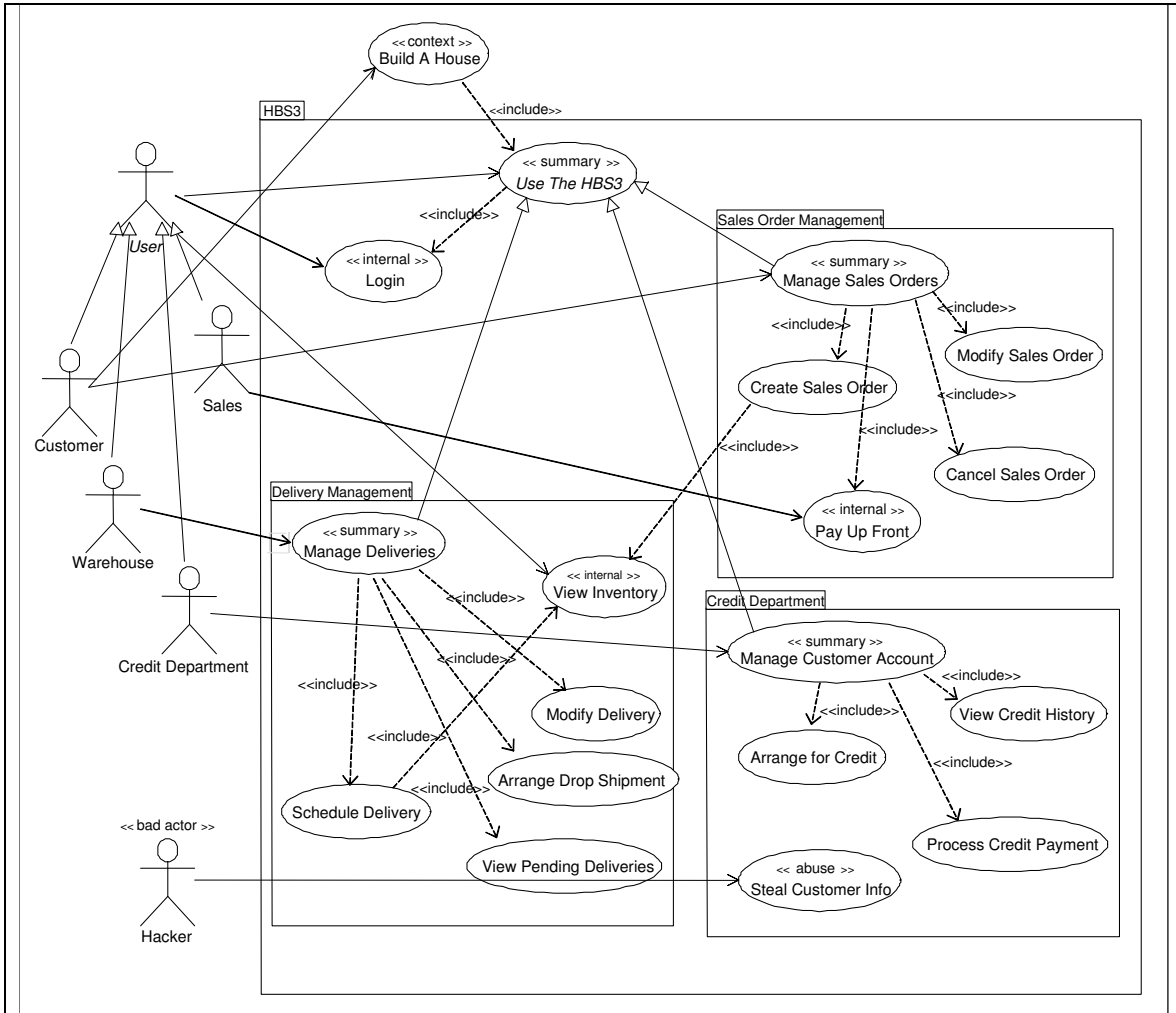 << context >>
Build A House
<<include>>
HBS3
<< summary >>
Use The HBS3
<<include>>
User
<< internal >>
Login
Sales Order Management
<< summary >>
Manage Sales Orders
<<include>>
<<include>>
Modify Sales Order
Create Sales Order
<<include>>
<<include>>
<<include>>
Cancel Sales Order
<< internal >>
Pay Up Front
Sales
Customer
Warehouse
Credit Department
Delivery Management
<< summary >>
Manage Deliveries
<< internal >>
View Inventory
<<include>>
<<include>>
<<include>>
<<include>>
<<include>>
Modify Delivery
Arrange Drop Shipment
Schedule Delivery
View Pending Deliveries
Credit Department
<< summary >>
Manage Customer Account
<<include>>
<<include>>
View Credit History
Arrange for Credit
<<include>>
Process Credit Payment
<< abuse >>
Steal Customer Info
<< bad actor >>
Hacker